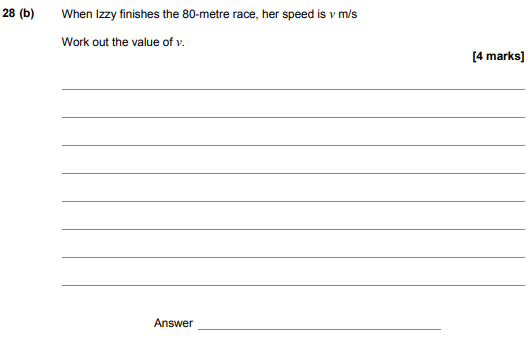 28 (b) When Izzy finishes the 80-metre race, her speed is v m/s
Work out the value of v.
[4 marks]
Answer